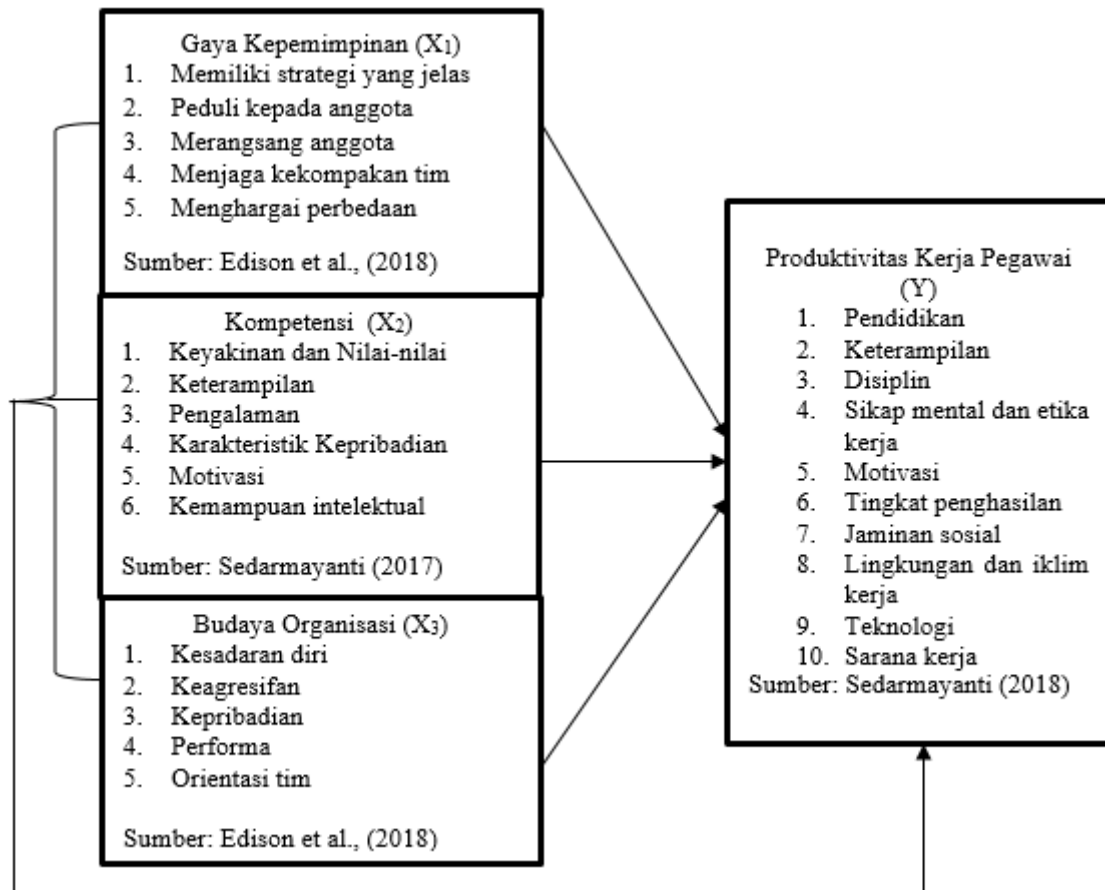 Gaya Kepemimpinan (X₁)
1. Memiliki strategi yang jelas
2. Peduli kepada anggota
3. Merangsang anggota
4. Menjaga kekompakan tim
5. Menghargai perbedaan
Sumber: Edison et al., (2018)
Kompetensi (X₂)
1. Keyakinan dan Nilai-nilai
2. Keterampilan
3. Pengalaman
4. Karakteristik Kepribadian
5. Motivasi
6. Kemampuan intelektual
Sumber: Sedarmayanti (2017)
Budaya Organisasi (X₃)
1. Kesadaran diri
2. Keagresifan
3. Kepribadian
4. Performa
5. Orientasi tim
Sumber: Edison et al., (2018)
Produktivitas Kerja Pegawai
(Y)
1. Pendidikan
2. Keterampilan
3. Disiplin
4. Sikap mental dan etika
kerja
5. Motivasi
6. Tingkat penghasilan
7. Jaminan sosial
8. Lingkungan dan iklim
kerja
9. Teknologi
10. Sarana kerja
Sumber: Sedarmayanti (2018)